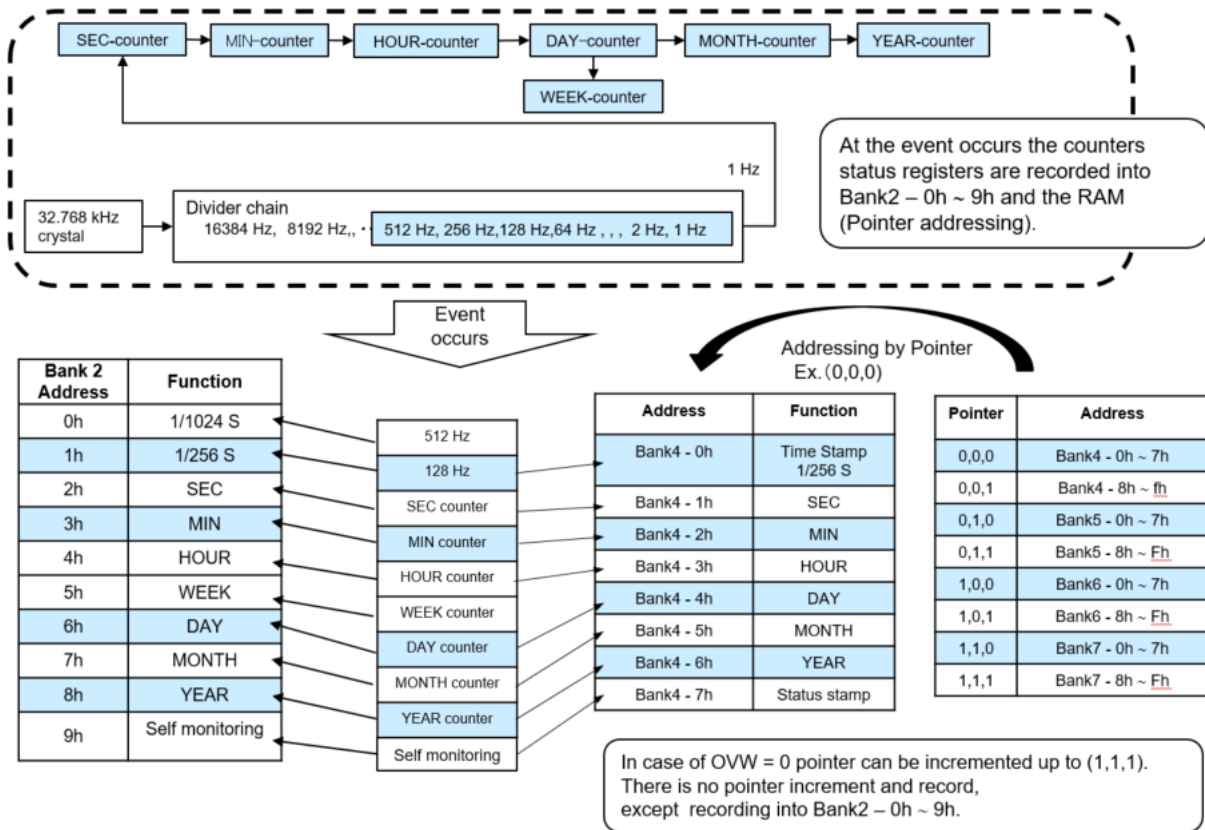 SEC-counter
MIN-counter
HOUR-counter
DAY-counter
MONTH-counter
YEAR-counter
WEEK-counter
At the event occurs the counters
status registers are recorded into
Bank2 – 0h ~ 9h and the RAM
(Pointer addressing).
1 Hz
32.768 kHz
crystal
Divider chain
16384 Hz, 8192 Hz,, ··
512 Hz, 256 Hz,128 Hz,64 Hz , , , 2 Hz, 1 Hz
Event
occurs
Addressing by Pointer
Ex.(0,0,0)
Bank 2 Address Function
0h 1/1024 S
1h 1/256 S
2h SEC
3h MIN
4h HOUR
5h WEEK
6h DAY
7h MONTH
8h YEAR
9h Self monitoring
512 Hz
128 Hz
SEC counter
MIN counter
HOUR counter
WEEK counter
DAY counter
MONTH counter
YEAR counter
Self monitoring
Address Function
Bank4 - 0h Time Stamp 1/256 S
Bank4 - 1h SEC
Bank4 - 2h MIN
Bank4 - 3h HOUR
Bank4 - 4h DAY
Bank4 - 5h MONTH
Bank4 - 6h YEAR
Bank4 - 7h Status stamp
Pointer Address
0,0,0 Bank4 - 0h ~ 7h
0,0,1 Bank4 - 8h ~ fh
0,1,0 Bank5 - 0h ~ 7h
0,1,1 Bank5 - 8h ~ Fh
1,0,0 Bank6 - 0h ~ 7h
1,0,1 Bank6 - 8h ~ Fh
1,1,0 Bank7 - 0h ~ 7h
1,1,1 Bank7 - 8h ~ Fh
In case of OVW = 0 pointer can be incremented up to (1,1,1).
There is no pointer increment and record,
except recording into Bank2 – 0h ~ 9h.